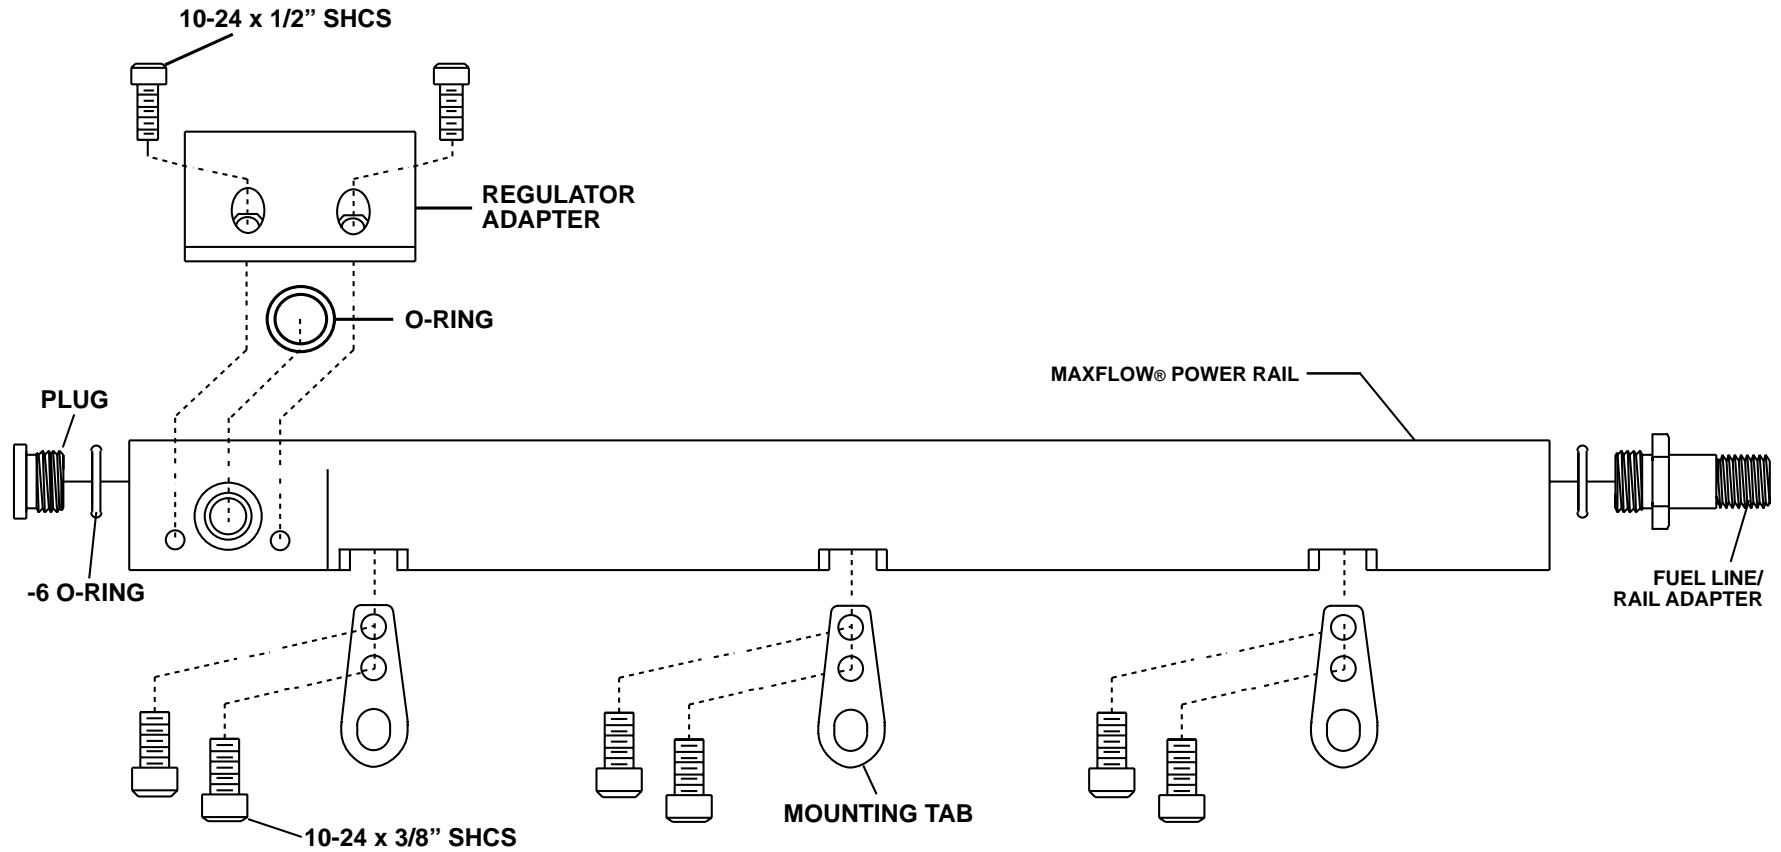 10-24 x 1/2” SHCS
REGULATOR
ADAPTER
O-RING
MAXFLOW® POWER RAIL
PLUG
-6 O-RING
FUEL LINE/
RAIL ADAPTER
MOUNTING TAB
10-24 x 3/8” SHCS